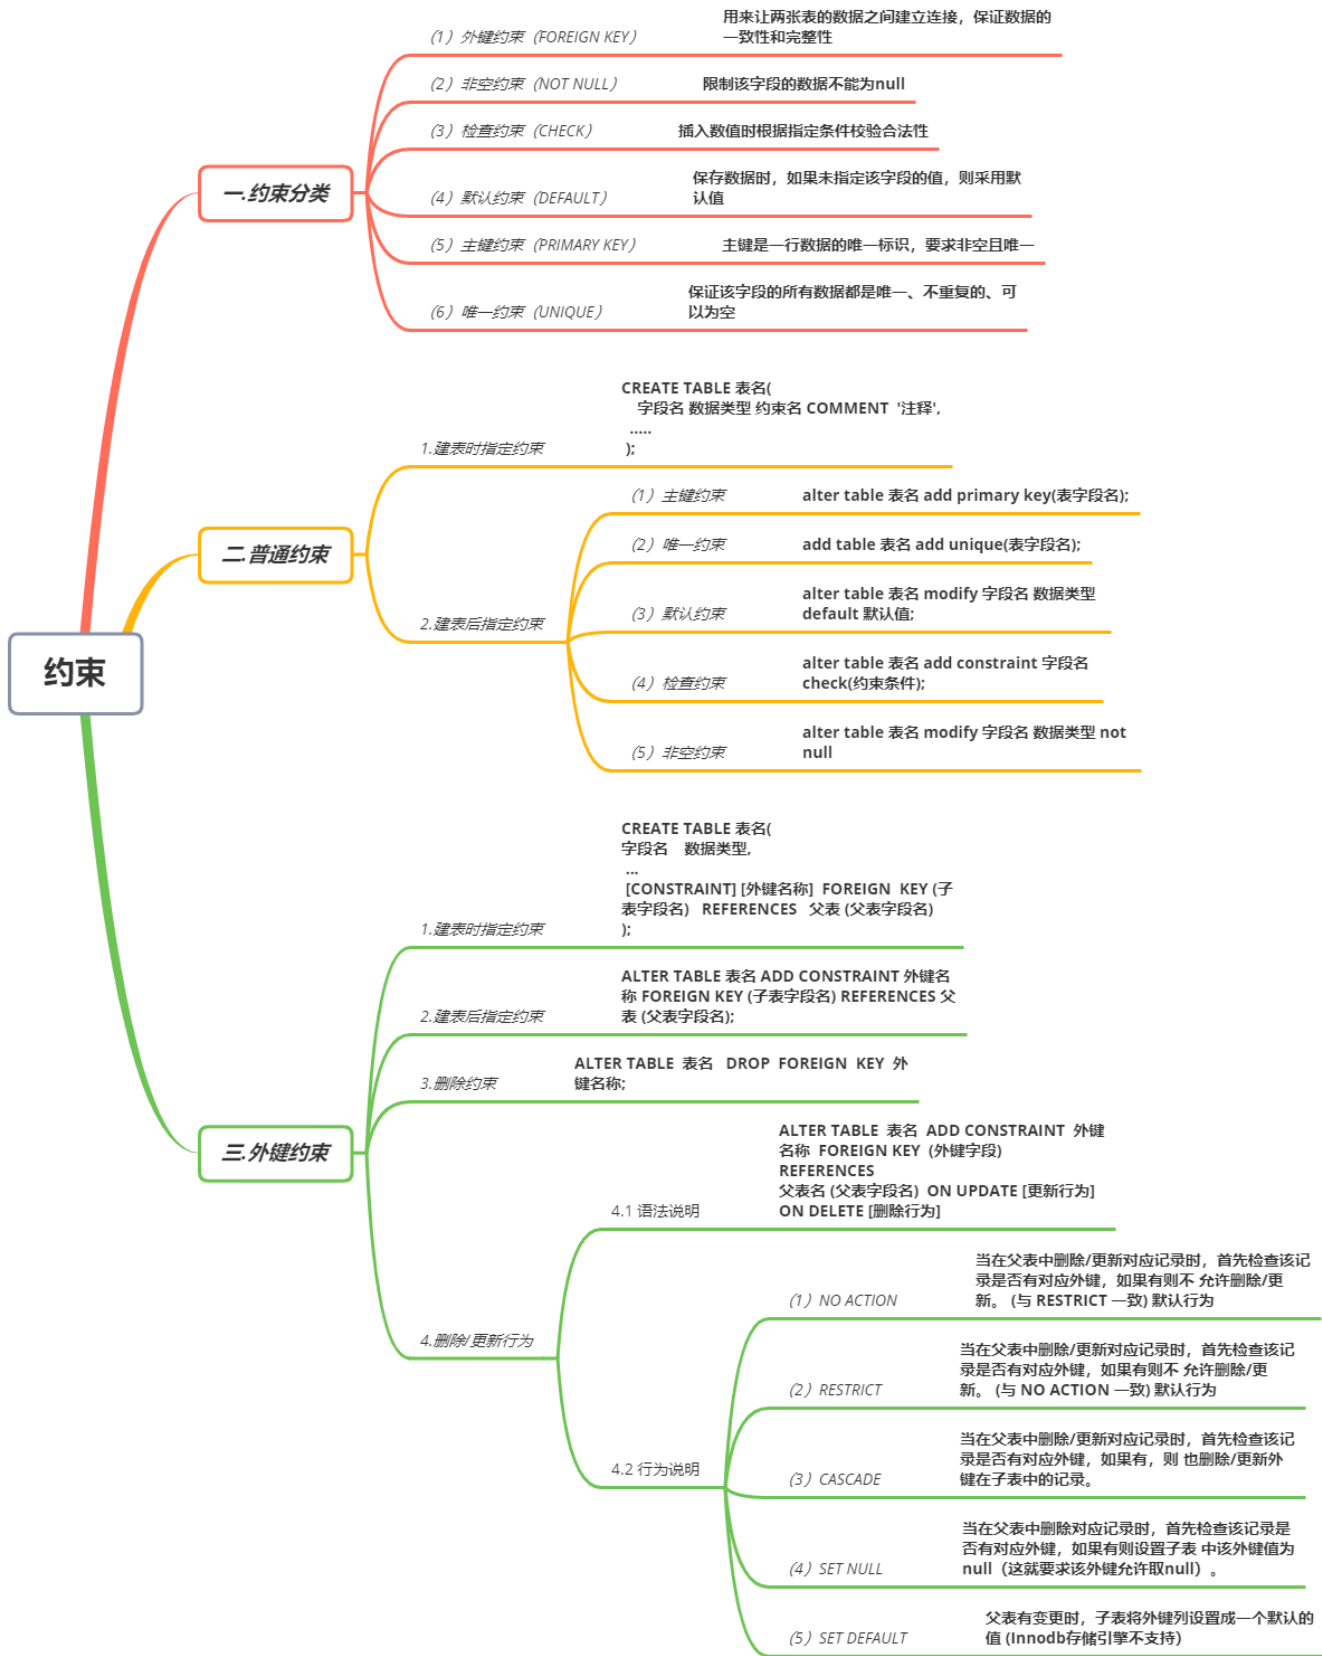 约束
一.约束分类
（1）外键约束（FOREIGN KEY）
用来让两张表的数据之间建立连接，保证数据的
一致性和完整性
（2）非空约束（NOT NULL）
限制该字段的数据不能为null
（3）检查约束（CHECK）
插入数值时根据指定条件校验合法性
（4）默认约束（DEFAULT）
保存数据时，如果未指定该字段的值，则采用默
认值
（5）主键约束（PRIMARY KEY）
主键是一行数据的唯一标识，要求非空且唯一
（6）唯一约束（UNIQUE）
保证该字段的所有数据都是唯一、不重复的、可
以为空
二.普通约束
1.建表时指定约束
CREATE TABLE 表名(
字段名 数据类型 约束名 COMMENT '注释',
.....
);
2.建表后指定约束
（1）主键约束
alter table 表名 add primary key(表字段名);
（2）唯一约束
add table 表名 add unique(表字段名);
（3）默认约束
alter table 表名 modify 字段名 数据类型
default 默认值;
（4）检查约束
alter table 表名 add constraint 字段名
check(约束条件);
（5）非空约束
alter table 表名 modify 字段名 数据类型 not
null
三.外键约束
1.建表时指定约束
CREATE TABLE 表名(
字段名 数据类型,
...
[CONSTRAINT] [外键名称] FOREIGN KEY (子
表字段名) REFERENCES 父表 (父表字段名)
);
2.建表后指定约束
ALTER TABLE 表名 ADD CONSTRAINT 外键名
称 FOREIGN KEY (子表字段名) REFERENCES 父
表 (父表字段名);
3.删除约束
ALTER TABLE 表名 DROP FOREIGN KEY 外
键名称;
4.删除/更新行为
4.1 语法说明
ALTER TABLE 表名 ADD CONSTRAINT 外键
名称 FOREIGN KEY (外键字段)
REFERENCES
父表名 (父表字段名) ON UPDATE [更新行为]
ON DELETE [删除行为]
4.2 行为说明
（1）NO ACTION
当在父表中删除/更新对应记录时，首先检查该记
录是否有对应外键，如果有则不 允许删除/更
新。 (与 RESTRICT 一致) 默认行为
（2）RESTRICT
当在父表中删除/更新对应记录时，首先检查该记
录是否有对应外键，如果有则不 允许删除/更
新。 (与 NO ACTION 一致) 默认行为
（3）CASCADE
当在父表中删除/更新对应记录时，首先检查该记
录是否有对应外键，如果有，则 也删除/更新外
键在子表中的记录。
（4）SET NULL
当在父表中删除对应记录时，首先检查该记录是
否有对应外键，如果有则设置子表 中该外键值为
null（这就要求该外键允许取null）。
（5）SET DEFAULT
父表有变更时，子表将外键列设置成一个默认的
值 (Innodb存储引擎不支持)